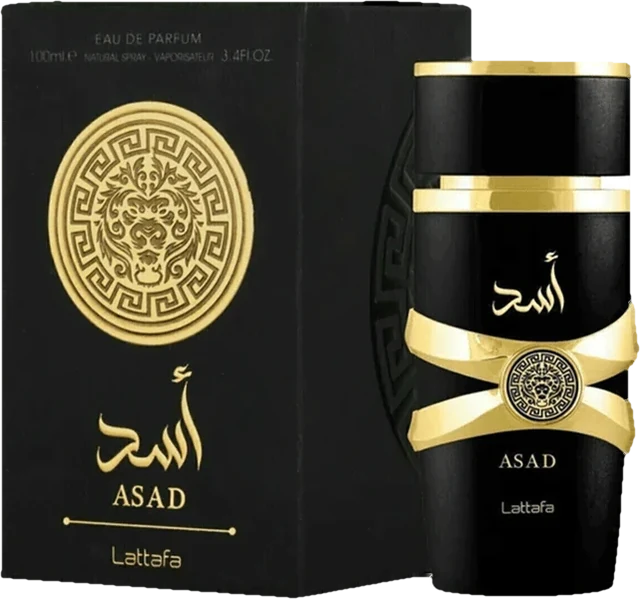 EAU DE PARFUM
100ml.℮ NATURAL SPRAY - VAPORISATEUR 3.4Fl.OZ.
أسد
ASAD
Lattafa
أسد
ASAD
Lattafa